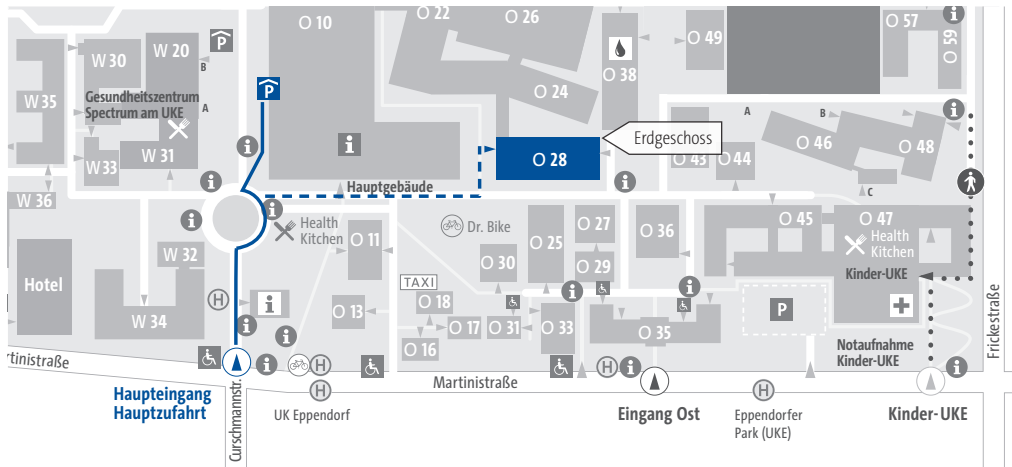 O 10
O 22
O 26
O 57
W 20
P
i
W 30
B
O 49
O 59
O 38
P
O 24
W 35
Gesundheitszentrum
Spectrum am UKE
A
i
A
B
Erdgeschoss
O 46
O 48
W 31
i
i
O 28
O 43
O 44
W 33
i
i
C
Hauptgebäude
W 36
i
i
O 27
O 45
O 47
Health
Kitchen
Dr. Bike
O 25
O 36
Health
Kitchen
O 11
W 32
O 30
O 29
Kinder-UKE
Hotel
TAXI
i
i
H
i
O 18
P
O 13
W 34
O 17
O 31
O 33
O 35
i
i
O 16
Notaufnahme
Kinder-UKE
Frickestraße
rtinistraße
i
H
H
i
i
Martinistraße
H
H
Haupteingang
Hauptzufahrt
Curschmannstr.
UK Eppendorf
Eingang Ost
Eppendorfer
Park (UKE)
Kinder-UKE